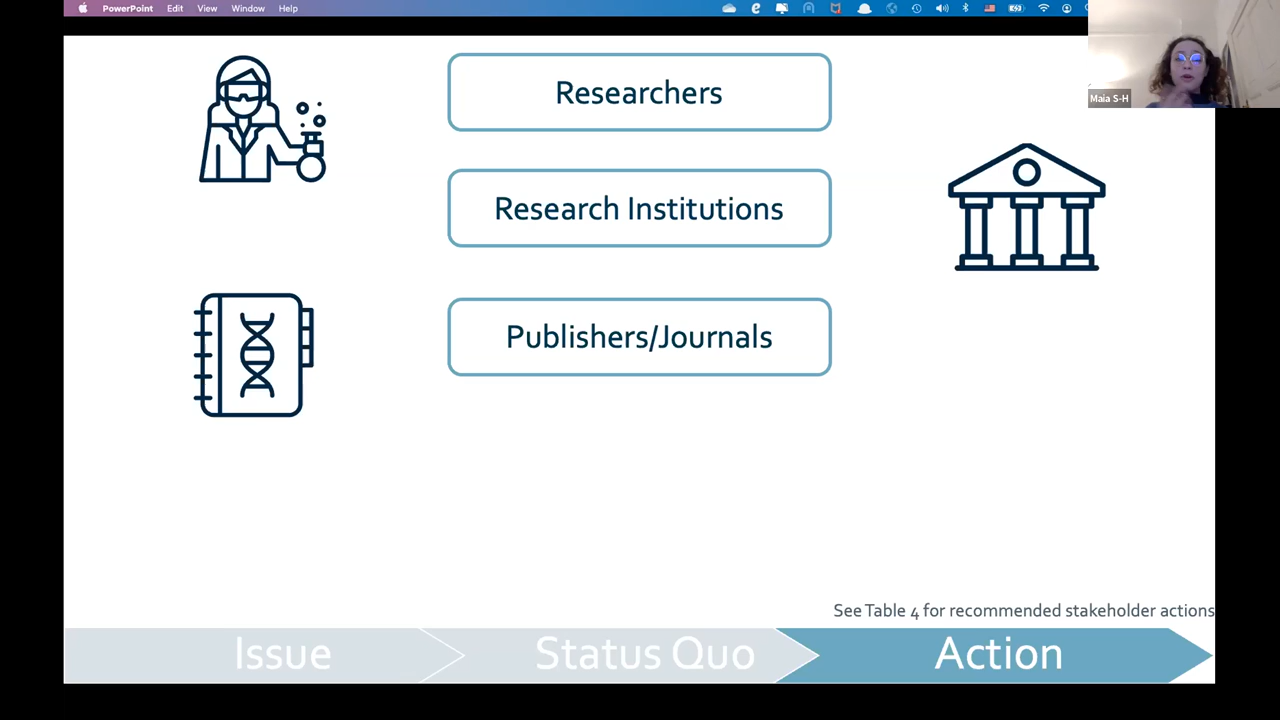 PowerPoint Edit View Window Help
Maia S-H
Researchers
Research Institutions
Publishers/Journals
See Table 4 for recommended stakeholder actions
Issue
Status Quo
Action